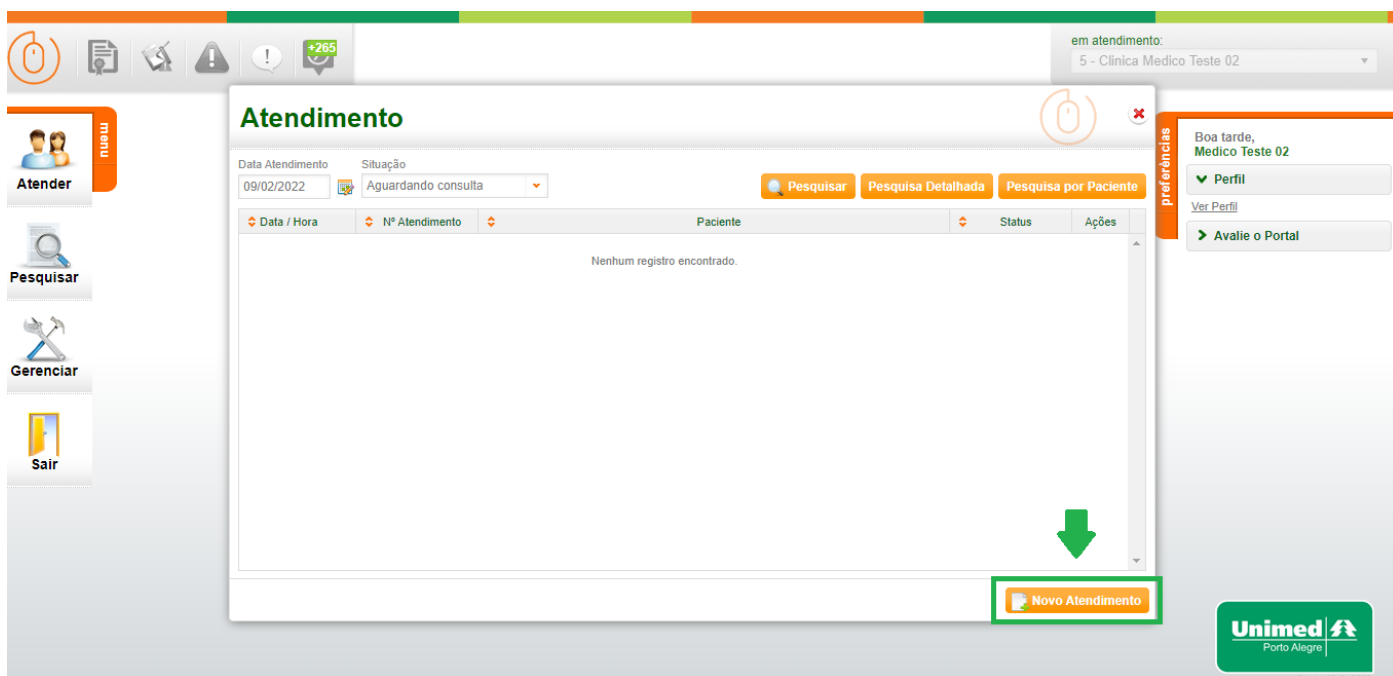 +265
em atendimento:
5 - Clinica Medico Teste 02
menu
Atender
Pesquisar
Gerenciar
Sair
Atendimento
Data Atendimento Situação
09/02/2022 Aguardando consulta Pesquisar Pesquisa Detalhada Pesquisa por Paciente
Data / Hora Nº Atendimento Paciente Status Ações
Nenhum registro encontrado.
Novo Atendimento
preferências
Boa tarde,
Medico Teste 02
Perfil
Ver Perfil
Avalie o Portal
Unimed
Porto Alegre